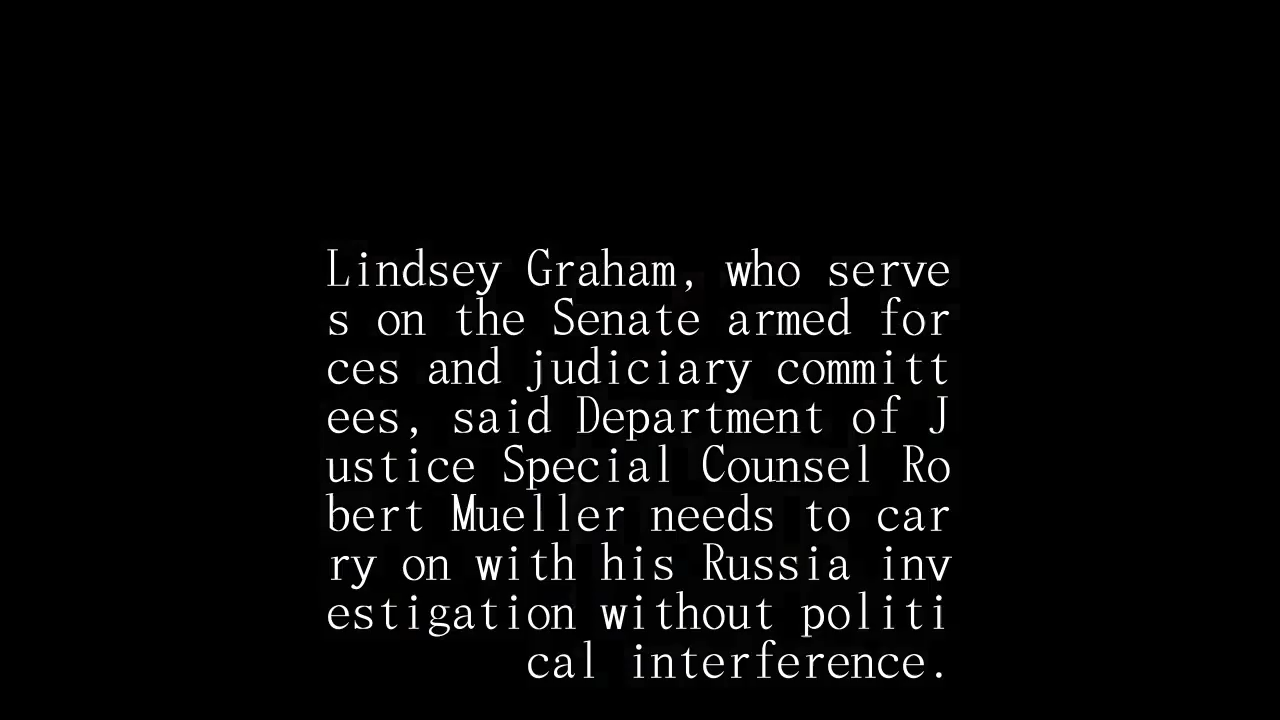 Lindsey Graham, who serve
s on the Senate armed for
ces and judiciary committ
ees, said Department of J
ustice Special Counsel Ro
bert Mueller needs to car
ry on with his Russia inv
estigation without politi
cal interference.